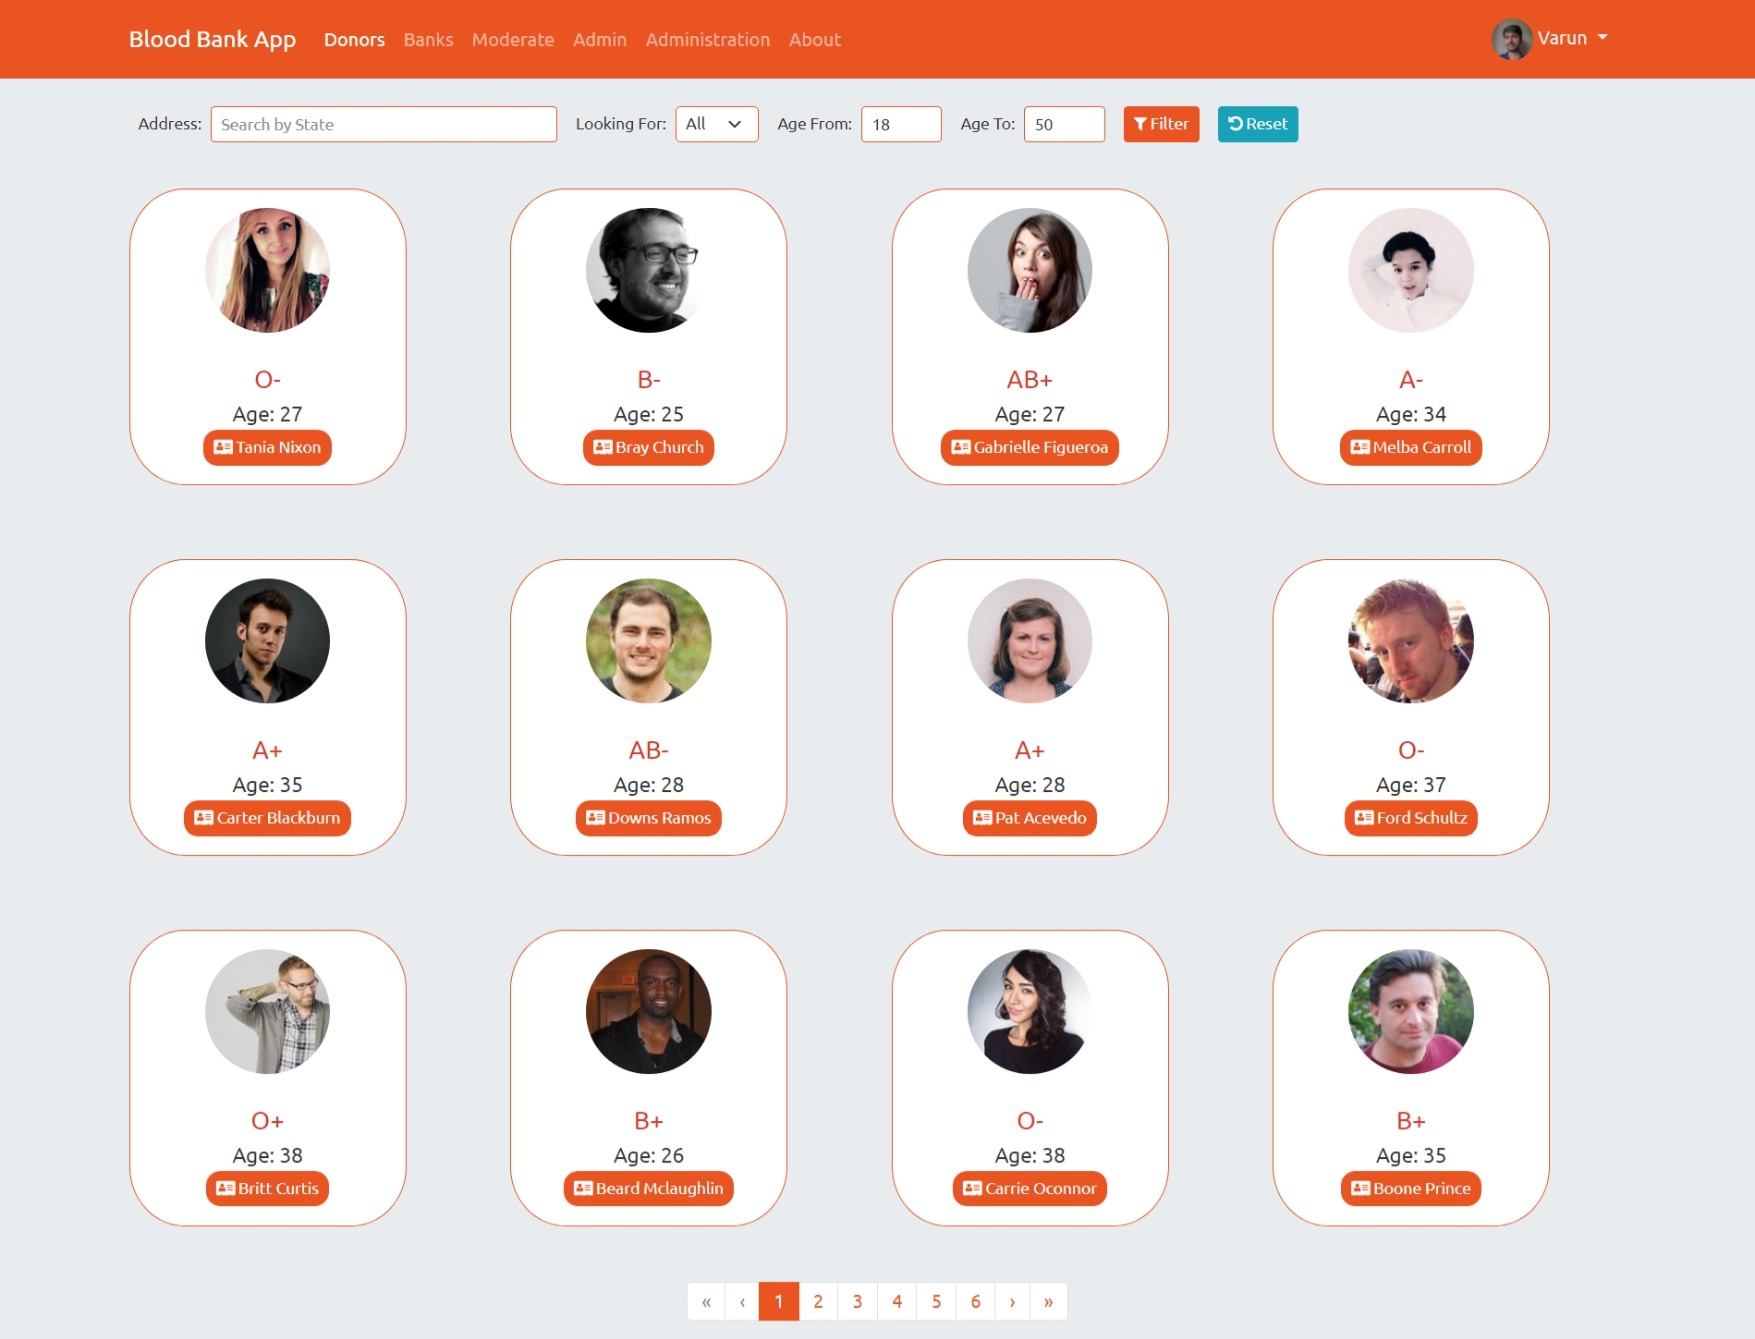 Blood Bank App Donors Banks Moderate Admin Administration About Varun
Address: Search by State Looking For: All Age From: 18 Age To: 50 Filter Reset
O- B- AB+ A-
Age: 27 Age: 25 Age: 27 Age: 34
Tania Nixon Bray Church Gabrielle Figueroa Melba Carroll
A+ AB- A+ O-
Age: 35 Age: 28 Age: 28 Age: 37
Carter Blackburn Downs Ramos Pat Acevedo Ford Schultz
O+ B+ O- B+
Age: 38 Age: 26 Age: 38 Age: 35
Britt Curtis Beard Mclaughlin Carrie Oconnor Boone Prince
« ‹ 1 2 3 4 5 6 › »